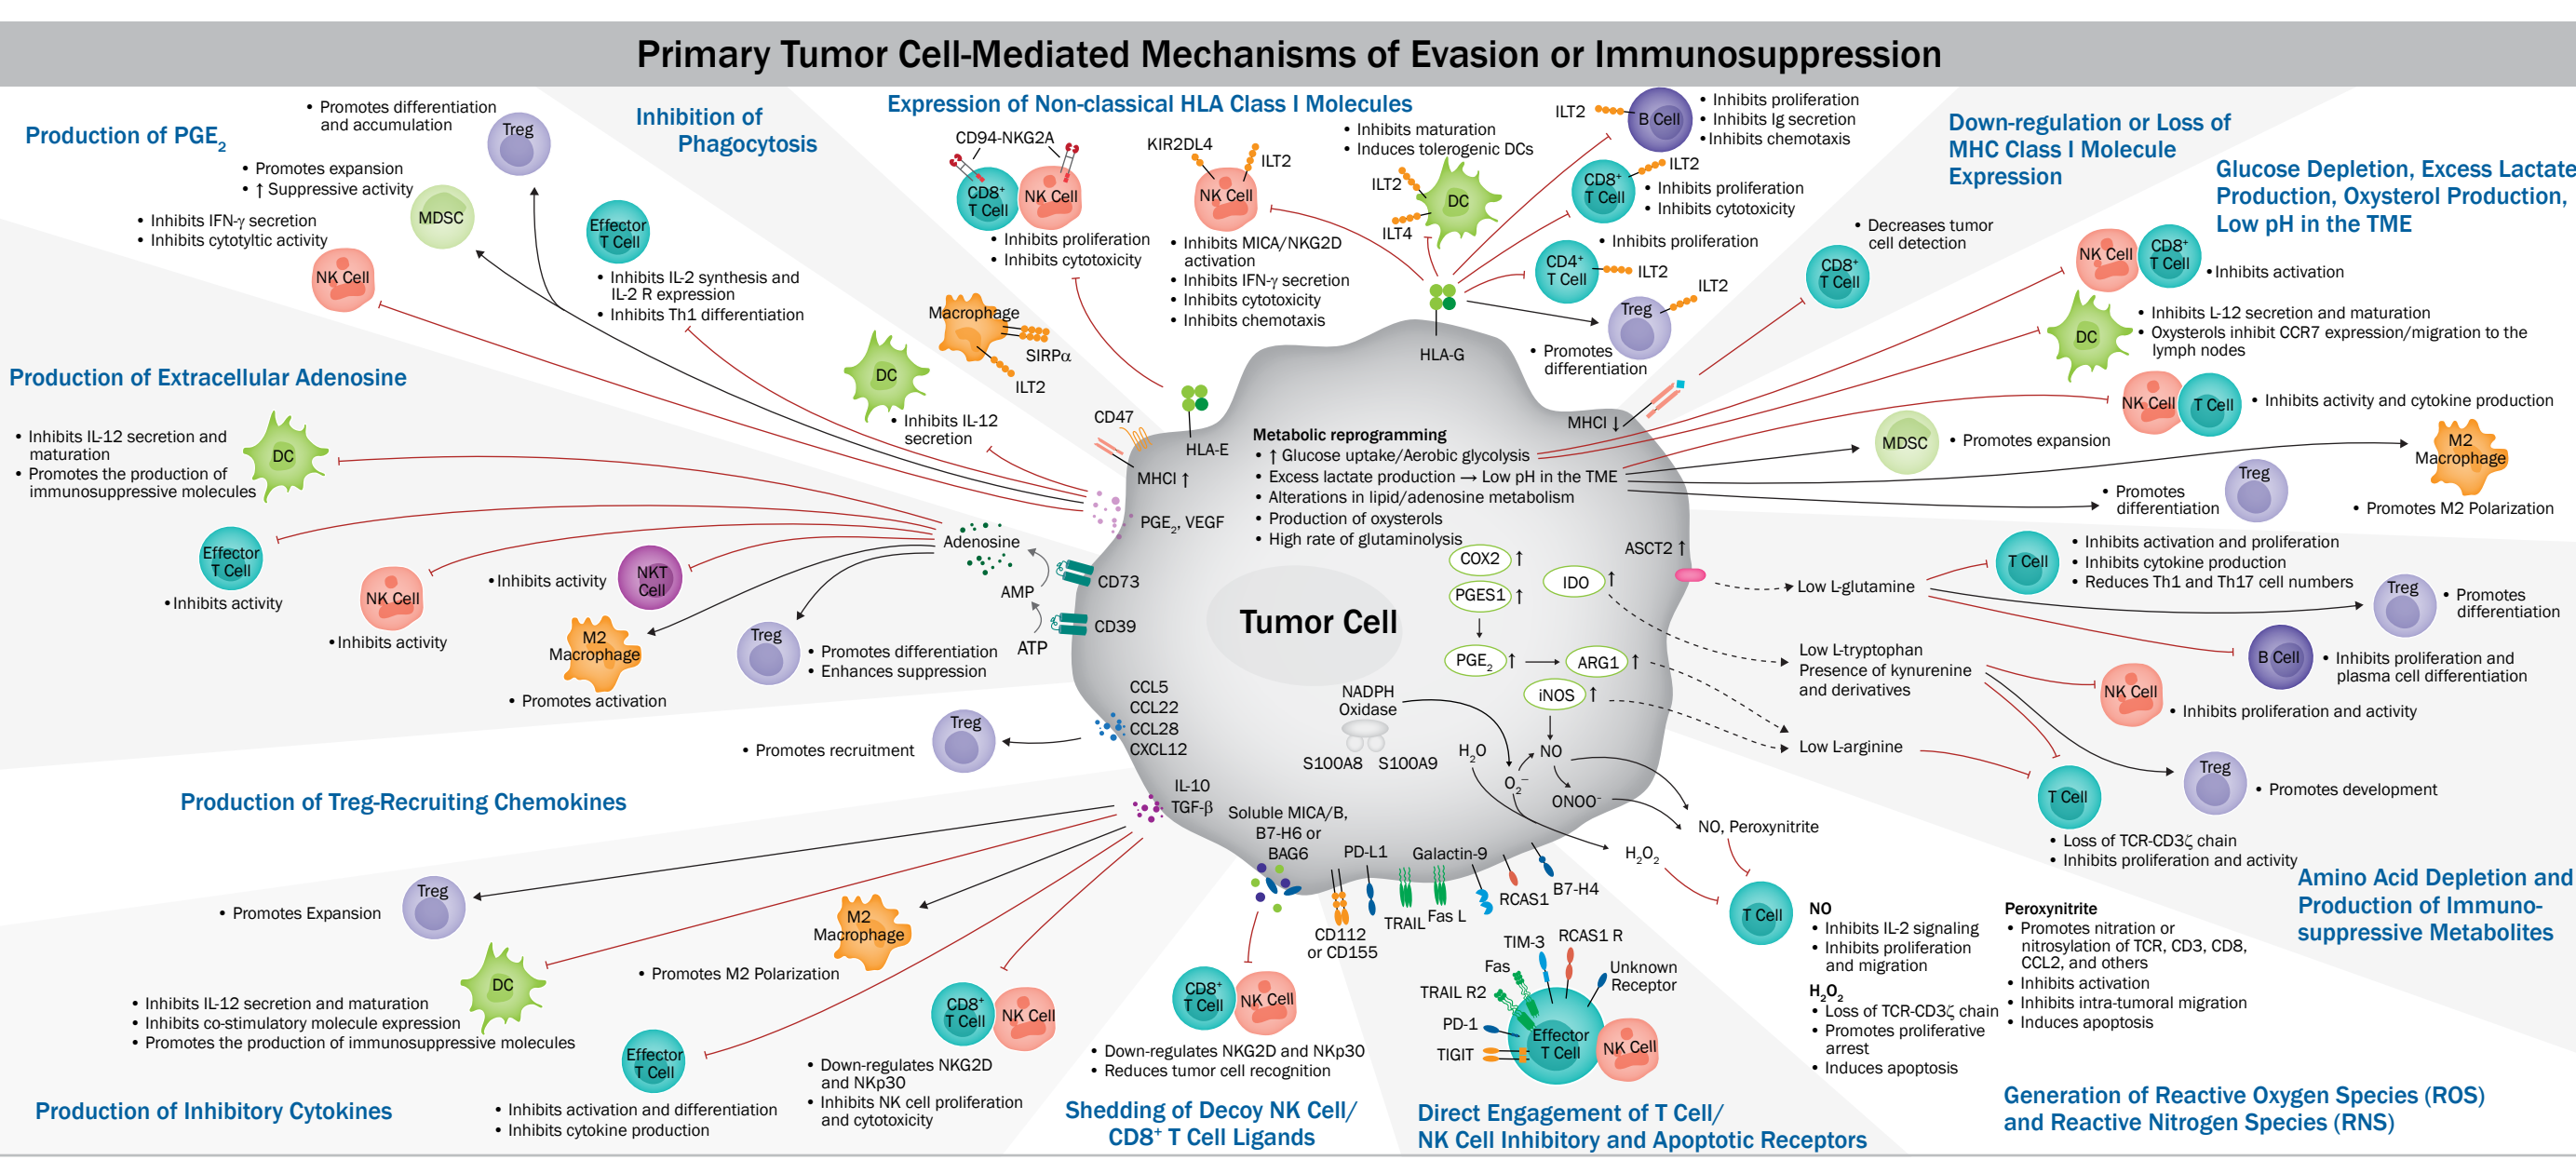 Primary Tumor Cell-Mediated Mechanisms of Evasion or Immunosuppression
Production of PGE₂
• Promotes differentiation
and accumulation
Treg
• Promotes expansion
• ↑ Suppressive activity
MDSC
• Inhibits IFN-γ secretion
• Inhibits cytotyltic activity
NK Cell
Effector
T Cell
• Inhibits IL-2 synthesis and
IL-2 R expression
• Inhibits Th1 differentiation
DC
• Inhibits IL-12
secretion
PGE₂, VEGF
Inhibition of
Phagocytosis
Macrophage
SIRPα
ILT2
CD47
MHCI ↑
Expression of Non-classical HLA Class I Molecules
CD94-NKG2A
CD8⁺
T Cell
NK Cell
• Inhibits proliferation
• Inhibits cytotoxicity
HLA-E
KIR2DL4
ILT2
NK Cell
• Inhibits MICA/NKG2D
activation
• Inhibits IFN-γ secretion
• Inhibits cytotoxicity
• Inhibits chemotaxis
• Inhibits maturation
• Induces tolerogenic DCs
ILT2
DC
ILT4
ILT2
B Cell
• Inhibits proliferation
• Inhibits Ig secretion
• Inhibits chemotaxis
CD8⁺
T Cell
ILT2
• Inhibits proliferation
• Inhibits cytotoxicity
• Inhibits proliferation
CD4⁺
T Cell
ILT2
Treg
ILT2
• Promotes
differentiation
HLA-G
Down-regulation or Loss of
MHC Class I Molecule
Expression
• Decreases tumor
cell detection
CD8⁺
T Cell
MHCI ↓
Glucose Depletion, Excess Lactate
Production, Oxysterol Production,
Low pH in the TME
NK Cell
CD8⁺
T Cell
• Inhibits activation
DC
• Inhibits L-12 secretion and maturation
• Oxysterols inhibit CCR7 expression/migration to the
lymph nodes
NK Cell
T Cell
• Inhibits activity and cytokine production
MDSC
• Promotes expansion
M2
Macrophage
• Promotes M2 Polarization
Treg
• Promotes
differentiation
Metabolic reprogramming
• ↑ Glucose uptake/Aerobic glycolysis
• Excess lactate production → Low pH in the TME
• Alterations in lipid/adenosine metabolism
• Production of oxysterols
• High rate of glutaminolysis
Tumor Cell
COX2 ↑
PGES1 ↑
IDO ↑
PGE₂ ↑
ARG1 ↑
iNOS ↑
NADPH
Oxidase
S100A8
S100A9
H₂O
O₂⁻
NO
ONOO⁻
ASCT2 ↑
Production of Extracellular Adenosine
• Inhibits IL-12 secretion and
maturation
• Promotes the production of
immunosuppressive molecules
DC
Effector
T Cell
• Inhibits activity
NK Cell
• Inhibits activity
NKT
Cell
• Inhibits activity
M2
Macrophage
• Promotes activation
Treg
• Promotes differentiation
• Enhances suppression
Adenosine
AMP
ATP
CD73
CD39
Production of Treg-Recruiting Chemokines
Treg
• Promotes recruitment
CCL5
CCL22
CCL28
CXCL12
Production of Inhibitory Cytokines
IL-10
TGF-β
Treg
• Promotes Expansion
DC
• Inhibits IL-12 secretion and maturation
• Inhibits co-stimulatory molecule expression
• Promotes the production of immunosuppressive molecules
M2
Macrophage
• Promotes M2 Polarization
Effector
T Cell
• Inhibits activation and differentiation
• Inhibits cytokine production
CD8⁺
T Cell
NK Cell
• Down-regulates NKG2D
and NKp30
• Inhibits NK cell proliferation
and cytotoxicity
Soluble MICA/B,
B7-H6 or
BAG6
CD8⁺
T Cell
NK Cell
• Down-regulates NKG2D and NKp30
• Reduces tumor cell recognition
Shedding of Decoy NK Cell/
CD8⁺ T Cell Ligands
PD-L1
Galactin-9
CD112
or CD155
TRAIL
Fas L
RCAS1
B7-H4
TIM-3
RCAS1 R
Fas
Unknown
Receptor
TRAIL R2
PD-1
TIGIT
Effector
T Cell
NK Cell
Direct Engagement of T Cell/
NK Cell Inhibitory and Apoptotic Receptors
Low L-glutamine
T Cell
• Inhibits activation and proliferation
• Inhibits cytokine production
• Reduces Th1 and Th17 cell numbers
Treg
• Promotes
differentiation
B Cell
• Inhibits proliferation and
plasma cell differentiation
Low L-tryptophan
Presence of kynurenine
and derivatives
NK Cell
• Inhibits proliferation and activity
Treg
• Promotes development
Low L-arginine
T Cell
• Loss of TCR-CD3ζ chain
• Inhibits proliferation and activity
Amino Acid Depletion and
Production of Immuno-
suppressive Metabolites
NO, Peroxynitrite
H₂O₂
T Cell
NO
• Inhibits IL-2 signaling
• Inhibits proliferation
and migration
H₂O₂
• Loss of TCR-CD3ζ chain
• Promotes proliferative
arrest
• Induces apoptosis
Peroxynitrite
• Promotes nitration or
nitrosylation of TCR, CD3, CD8,
CCL2, and others
• Inhibits activation
• Inhibits intra-tumoral migration
• Induces apoptosis
Generation of Reactive Oxygen Species (ROS)
and Reactive Nitrogen Species (RNS)